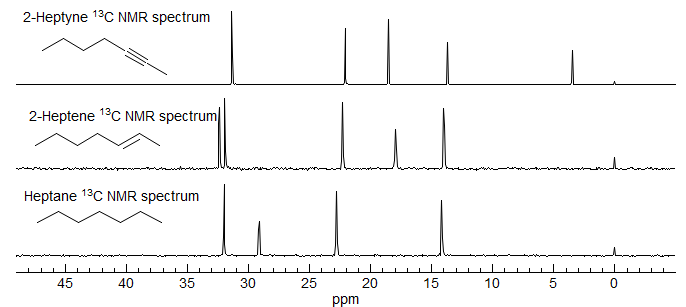 2-Heptyne ¹³C NMR spectrum
2-Heptene ¹³C NMR spectrum
Heptane ¹³C NMR spectrum
45 40 35 30 25 20 15 10 5 0
ppm